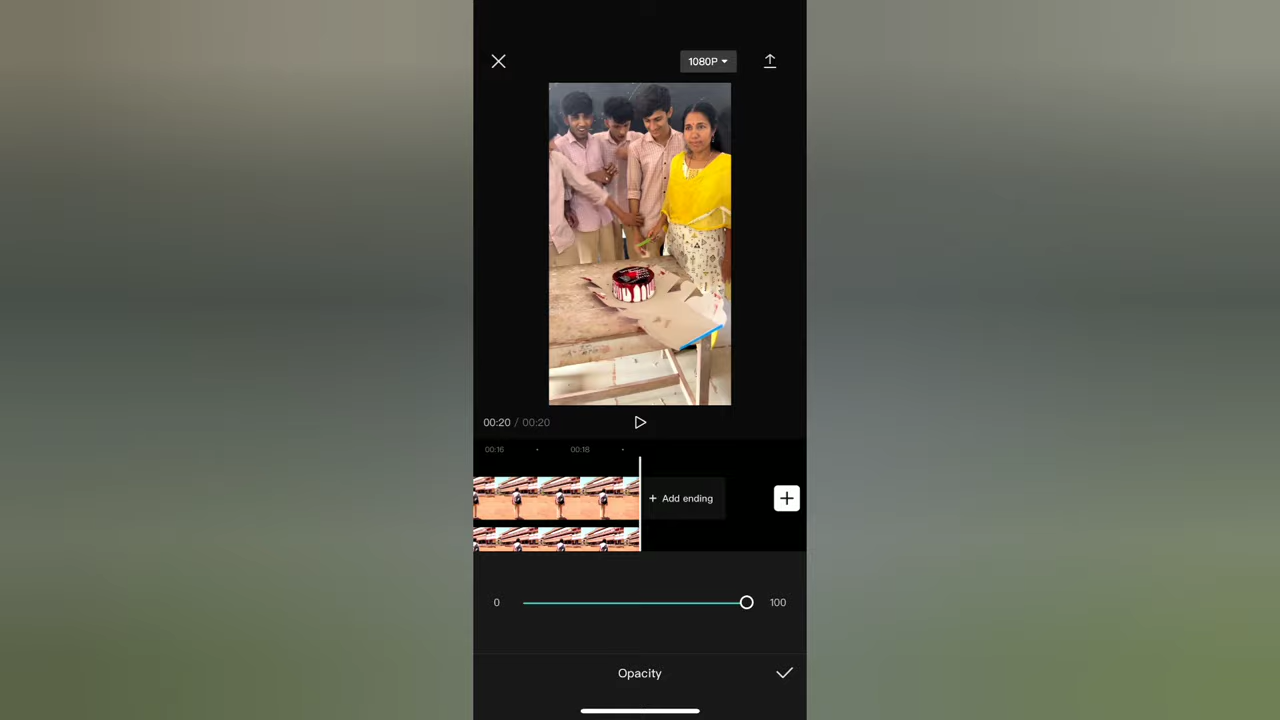 1080P
00:20 / 00:20
00:16 00:18
+ Add ending
0 100
Opacity